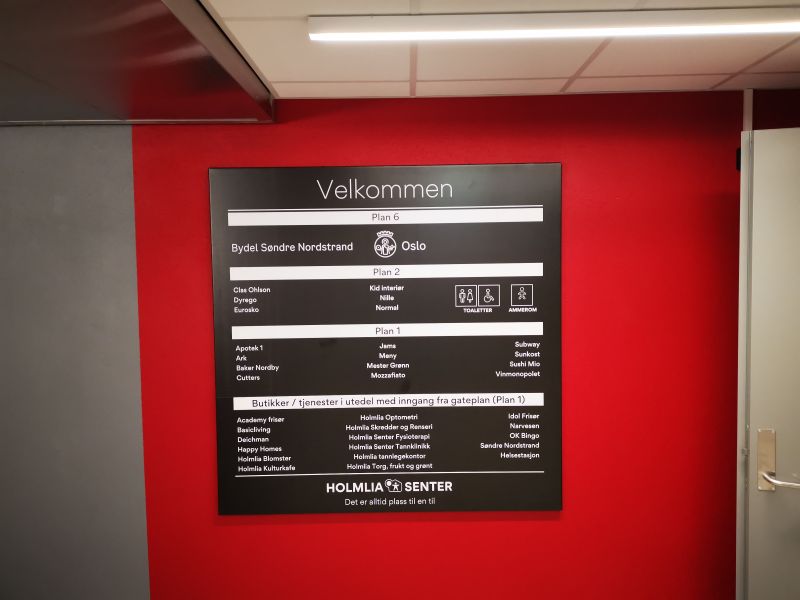 Velkommen
Plan 6
Bydel Søndre Nordstrand Oslo
Plan 2
Clas Ohlson
Dyrego
Eurosko
Kid interiør
Nille
Normal
TOALETTER
AMMEROM
Plan 1
Apotek 1
Ark
Baker Nordby
Cutters
Jams
Meny
Mester Grønn
Mozzafiato
Subway
Sunkost
Sushi Mio
Vinmonopolet
Butikker / tjenester i utedel med inngang fra gateplan (Plan 1)
Academy frisør
Basicliving
Deichman
Happy Homes
Holmlia Blomster
Holmlia Kulturkafe
Holmlia Optometri
Holmlia Skredder og Renseri
Holmlia Senter Fysioterapi
Holmlia Senter Tannklinikk
Holmlia tannlegekontor
Holmlia Torg, frukt og grønt
Idol Frisør
Narvesen
OK Bingo
Søndre Nordstrand
Helsestasjon
HOLMLIA SENTER
Det er alltid plass til en til